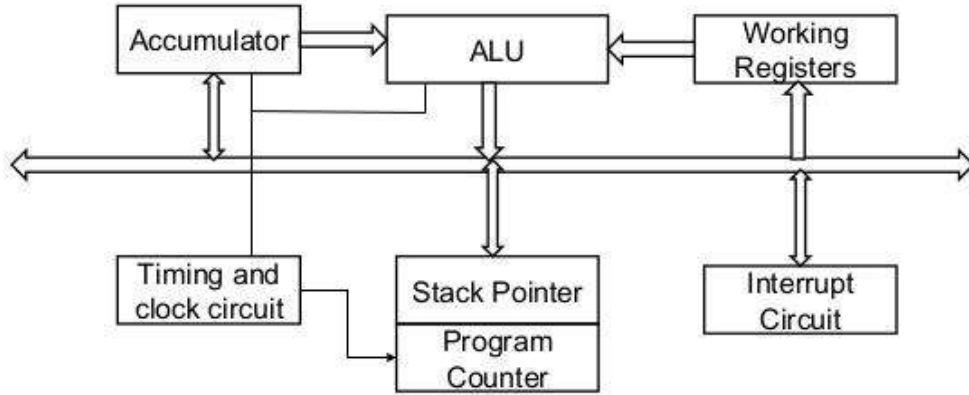 Accumulator
ALU
Working
Registers
Timing and
clock circuit
Stack Pointer
Program
Counter
Interrupt
Circuit